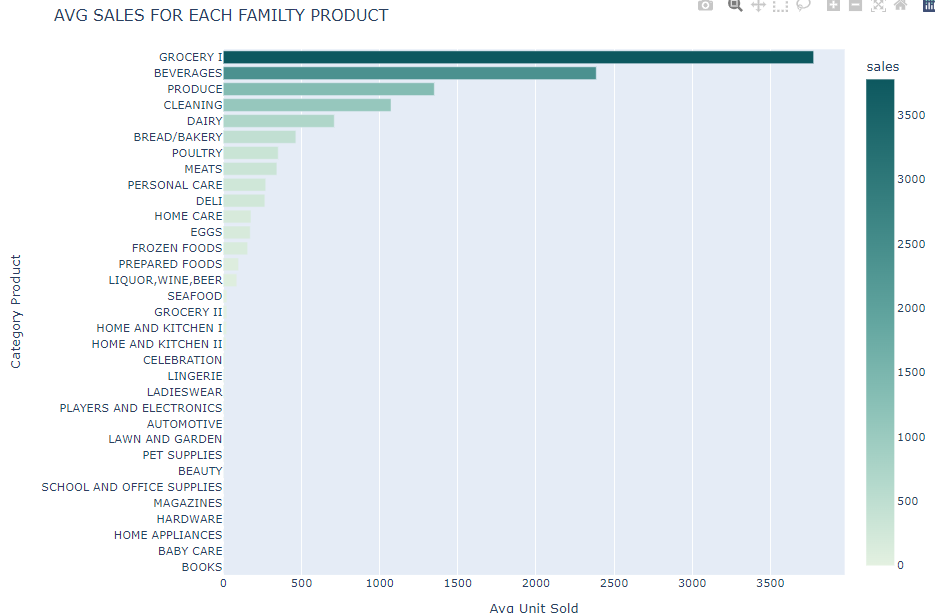 AVG SALES FOR EACH FAMILTY PRODUCT
GROCERY I
BEVERAGES
PRODUCE
CLEANING
DAIRY
BREAD/BAKERY
POULTRY
MEATS
PERSONAL CARE
DELI
HOME CARE
EGGS
FROZEN FOODS
PREPARED FOODS
LIQUOR,WINE,BEER
SEAFOOD
GROCERY II
HOME AND KITCHEN I
HOME AND KITCHEN II
CELEBRATION
LINGERIE
LADIESWEAR
PLAYERS AND ELECTRONICS
AUTOMOTIVE
LAWN AND GARDEN
PET SUPPLIES
BEAUTY
SCHOOL AND OFFICE SUPPLIES
MAGAZINES
HARDWARE
HOME APPLIANCES
BABY CARE
BOOKS
Category Product
0 500 1000 1500 2000 2500 3000 3500
Avg Unit Sold
sales
3500
3000
2500
2000
1500
1000
500
0